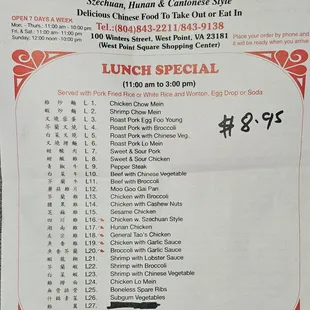 Szechuan, Hunan & Cantonese Style
Delicious Chinese Food To Take Out or Eat In
OPEN 7 DAYS A WEEK
Mon. - Thurs.: 11:00 am - 10:00 pm
Fri. & Sat.: 11:00 am - 11:00 pm
Sunday: 12:00 noon - 10:00 pm
Tel.:(804)843-2211/843-9138
100 Winters Street, West Point, VA 23181
(West Point Square Shopping Center)
Place your order by phone and
it will be ready when you arrive
LUNCH SPECIAL
(11:00 am to 3:00 pm)
Served with Pork Fried Rice or White Rice and Wonton, Egg Drop or Soda
$8.95
L 1. Chicken Chow Mein
L 2. Shrimp Chow Mein
L 3. Roast Pork Egg Foo Young
L 4. Roast Pork with Broccoli
L 5. Roast Pork with Chinese Veg.
L 6. Roast Pork Lo Mein
L 7. Sweet & Sour Pork
L 8. Sweet & Sour Chicken
L 9. Pepper Steak
L10. Beef with Chinese Vegetable
L11. Beef with Broccoli
L12. Moo Goo Gai Pan
L13. Chicken with Broccoli
L14. Chicken with Cashew Nuts
L15. Sesame Chicken
L16. Chicken w. Szechuan Style
L17. Hunan Chicken
L18. General Tao's Chicken
L19. Chicken with Garlic Sauce
L20. Broccoli with Garlic Sauce
L21. Shrimp with Lobster Sauce
L22. Shrimp with Broccoli
L23. Shrimp with Chinese Vegetable
L24. Chicken Lo Mein
L25. Boneless Spare Ribs
L26. Subgum Vegetables
L27.